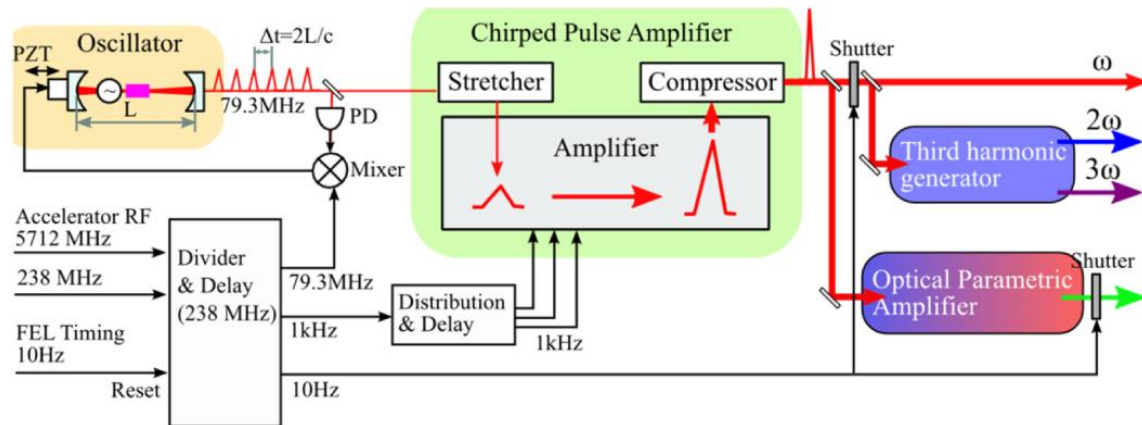 Oscillator
PZT
Δt=2L/c
L
79.3MHz
PD
Mixer
Chirped Pulse Amplifier
Stretcher
Compressor
Amplifier
Shutter
ω
2ω
Third harmonic
generator
3ω
Accelerator RF
5712 MHz
238 MHz
FEL Timing
10Hz
Reset
Divider
& Delay
(238 MHz)
79.3MHz
1kHz
10Hz
Distribution
& Delay
1kHz
Optical Parametric
Amplifier
Shutter